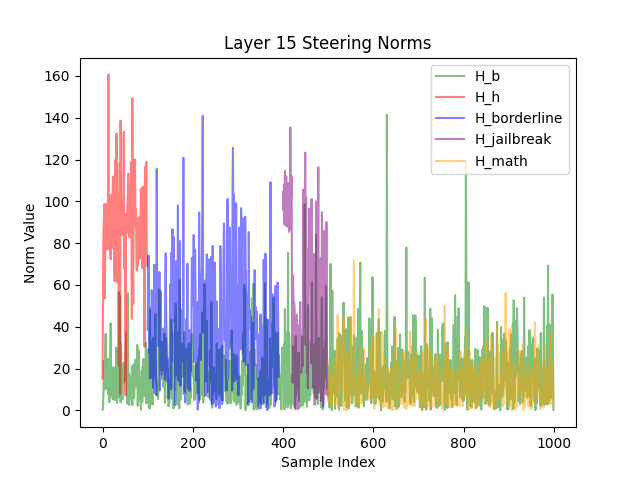 Layer 15 Steering Norms
H_b
H_h
H_borderline
H_jailbreak
H_math
Norm Value
160
140
120
100
80
60
40
20
0
0 200 400 600 800 1000
Sample Index